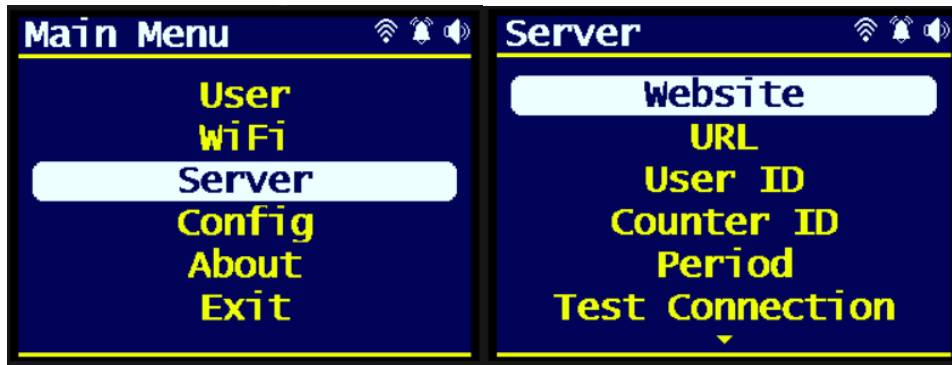 Main Menu
User
WiFi
Server
Config
About
Exit
Server
Website
URL
User ID
Counter ID
Period
Test Connection